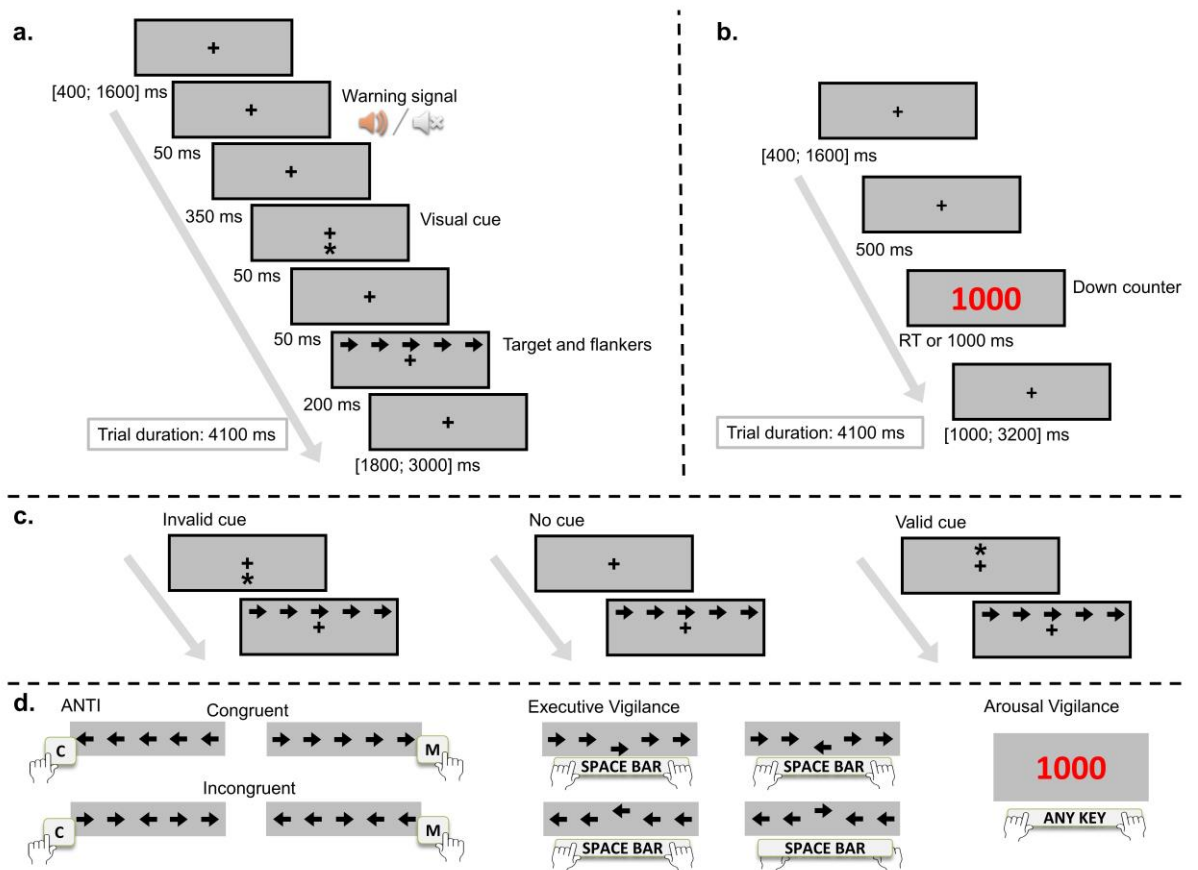 a.
[400; 1600] ms
Warning signal
50 ms
350 ms
Visual cue
50 ms
50 ms
Target and flankers
200 ms
Trial duration: 4100 ms
[1800; 3000] ms
b.
[400; 1600] ms
500 ms
1000
Down counter
RT or 1000 ms
Trial duration: 4100 ms
[1000; 3200] ms
c.
Invalid cue
No cue
Valid cue
d.
ANTI
Congruent
C
M
Incongruent
C
M
Executive Vigilance
SPACE BAR
SPACE BAR
SPACE BAR
SPACE BAR
Arousal Vigilance
1000
ANY KEY